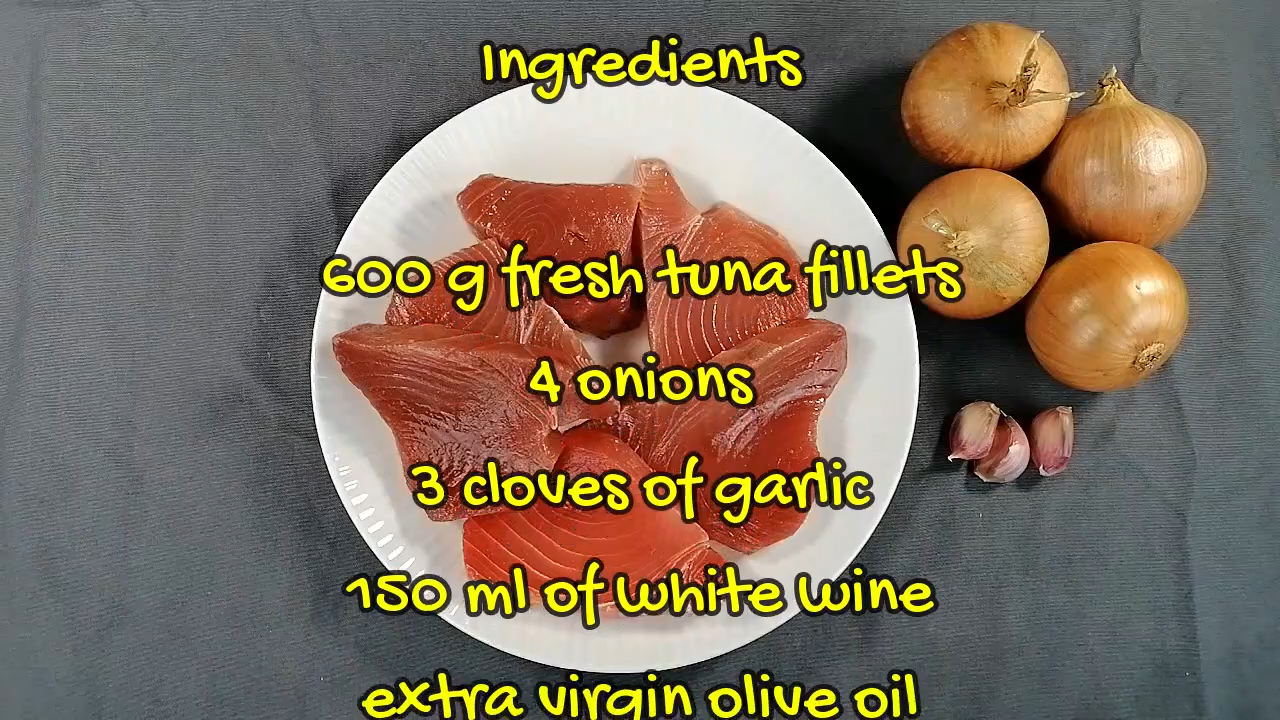 Ingredients
600 g fresh tuna fillets
4 onions
3 cloves of garlic
150 ml of white wine
extra virgin olive oil